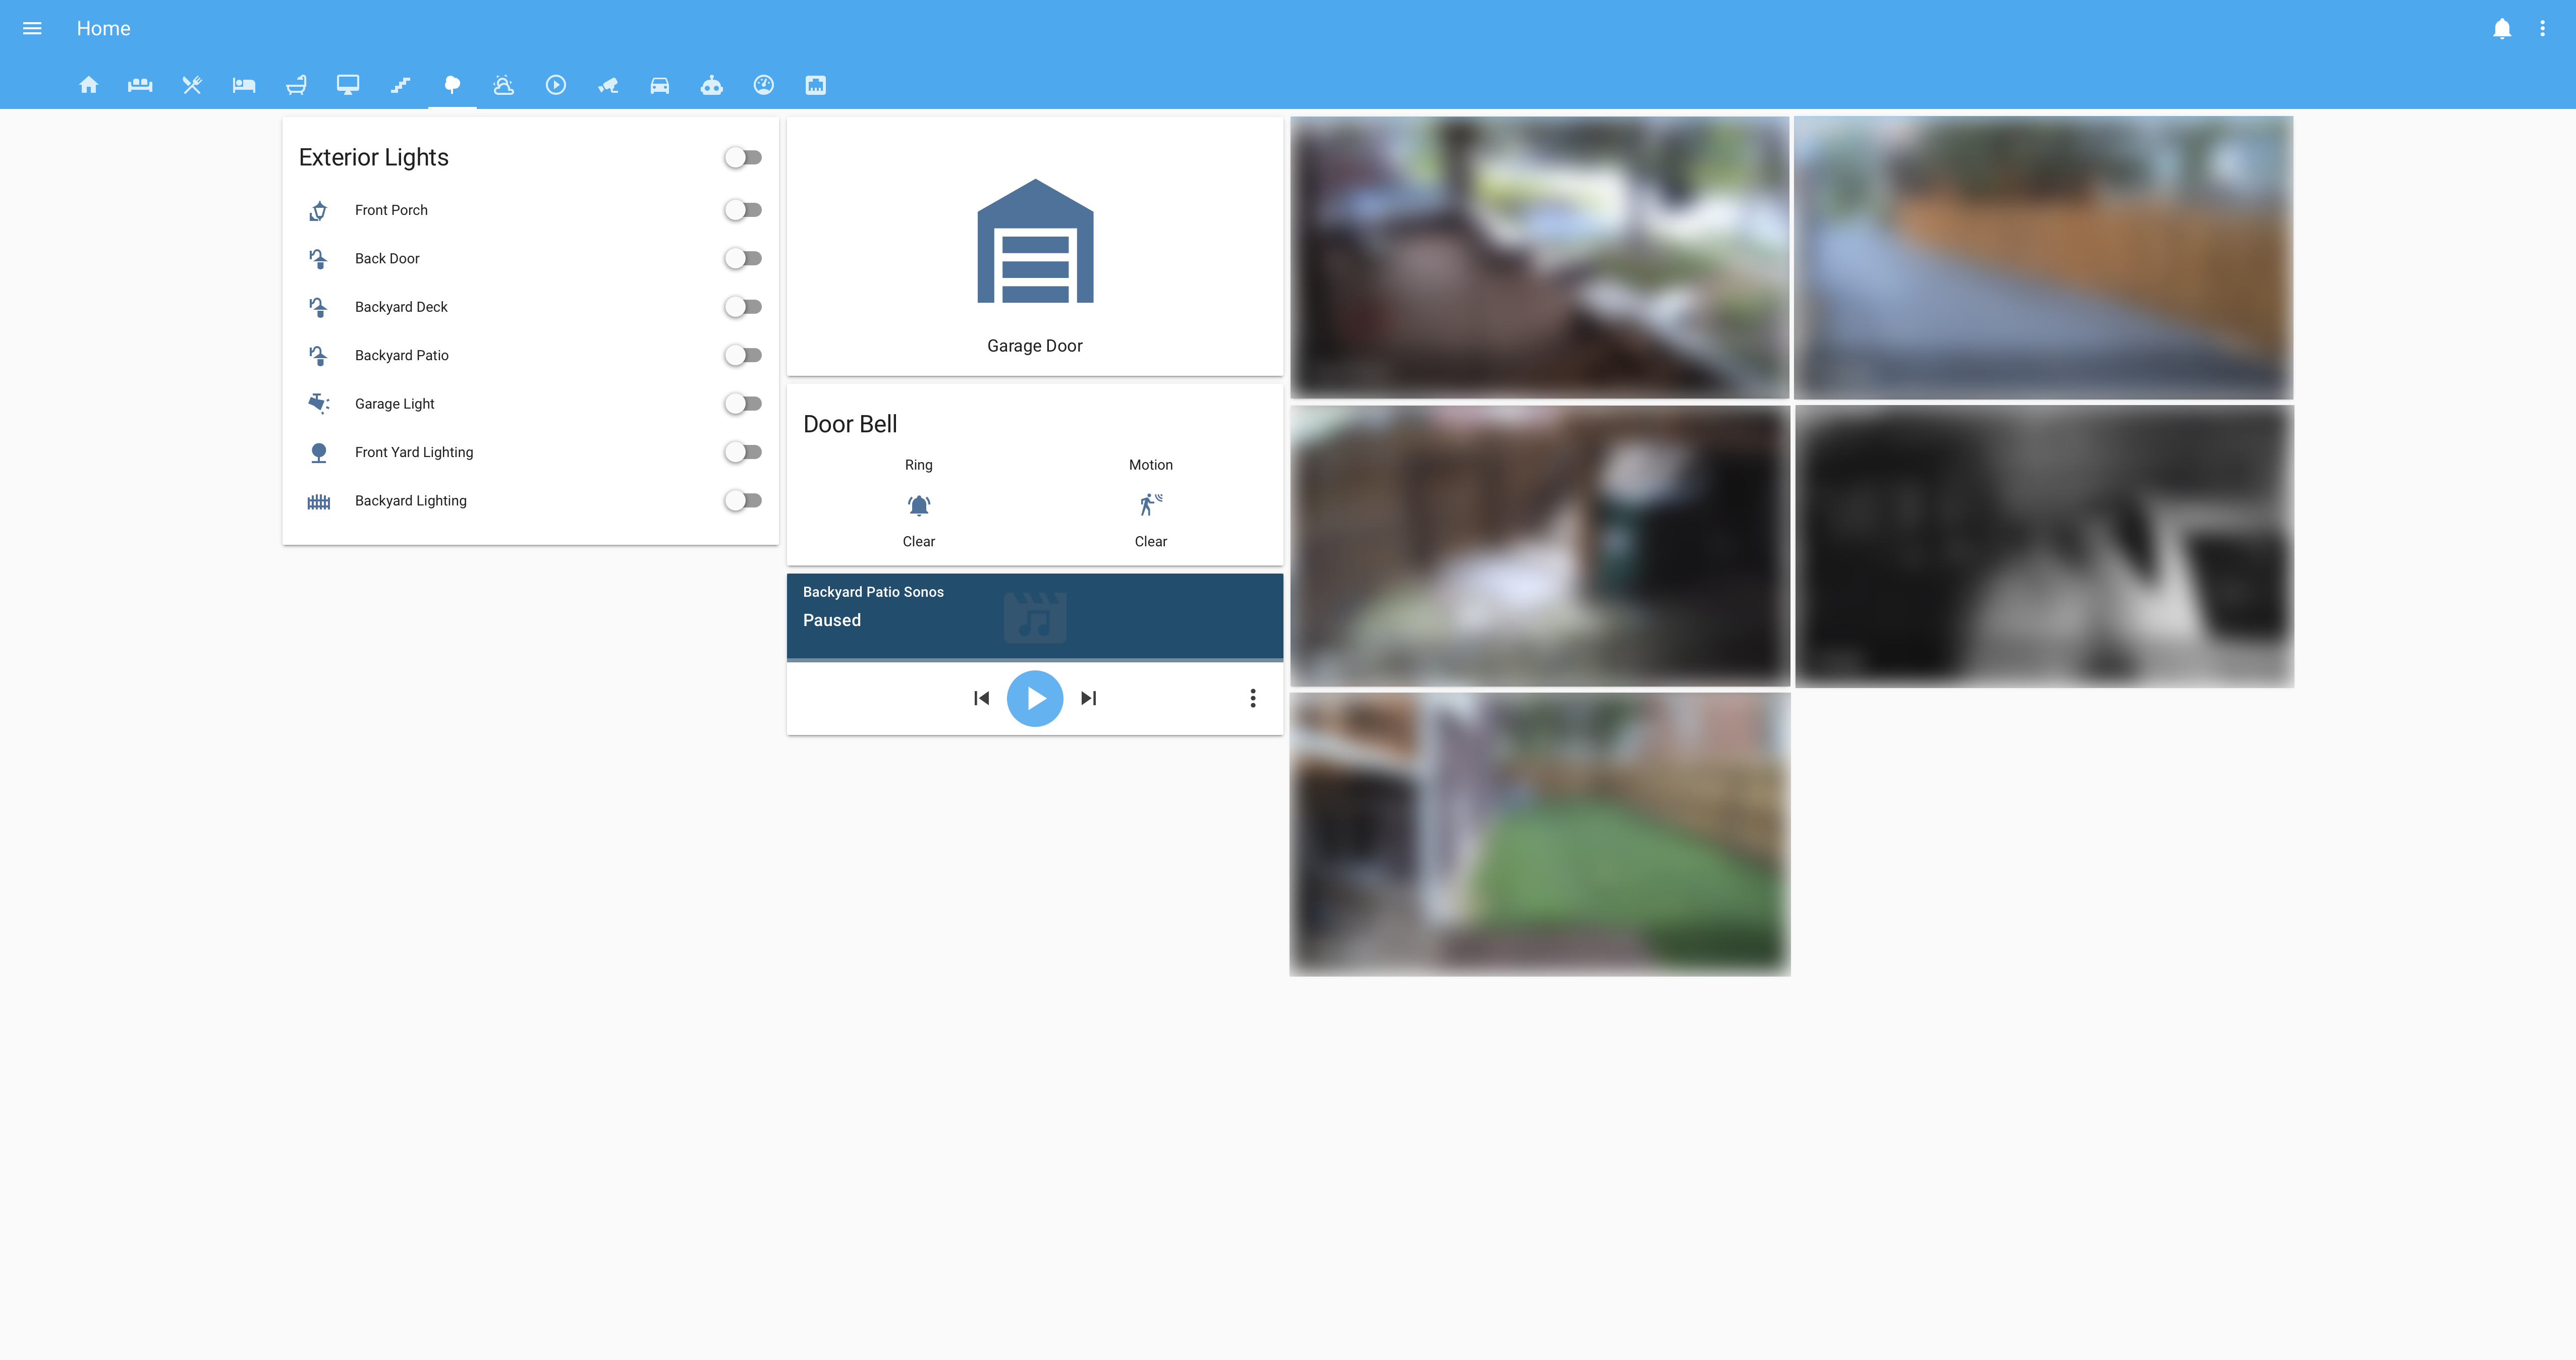 Home
Exterior Lights
Front Porch
Back Door
Backyard Deck
Backyard Patio
Garage Light
Front Yard Lighting
Backyard Lighting
Garage Door
Door Bell
Ring Motion
Clear Clear
Backyard Patio Sonos
Paused